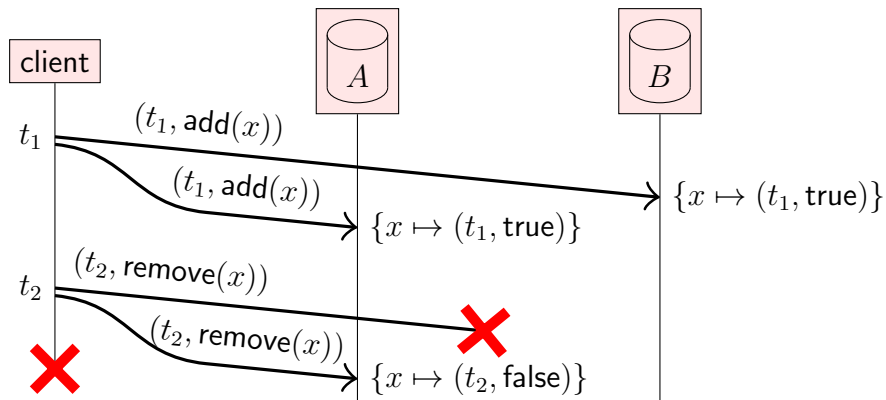 client
A
B
t₁
(t₁, add(x))
(t₁, add(x))
{x ↦ (t₁, true)}
{x ↦ (t₁, true)}
t₂
(t₂, remove(x))
(t₂, remove(x))
{x ↦ (t₂, false)}